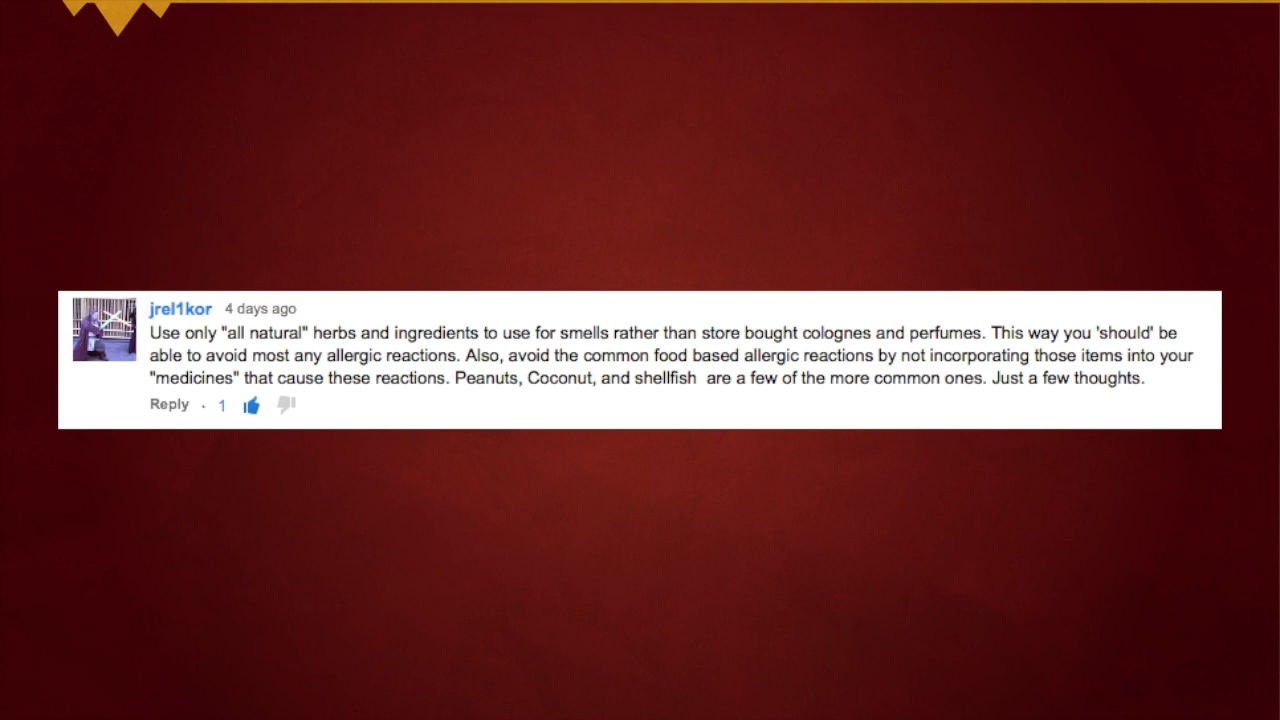 jrel1kor 4 days ago
Use only "all natural" herbs and ingredients to use for smells rather than store bought colognes and perfumes. This way you 'should' be
able to avoid most any allergic reactions. Also, avoid the common food based allergic reactions by not incorporating those items into your
"medicines" that cause these reactions. Peanuts, Coconut, and shellfish  are a few of the more common ones. Just a few thoughts.
Reply · 1